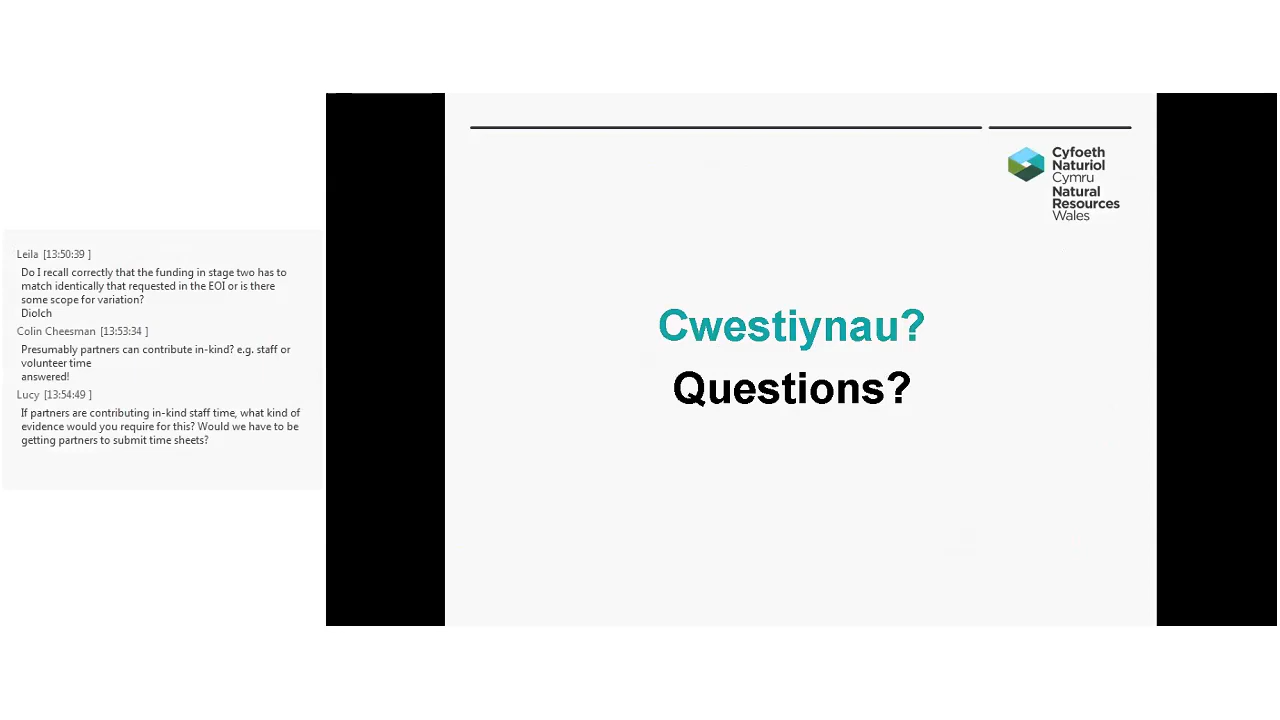 Leila [13:50:39 ]
Do I recall correctly that the funding in stage two has to
match identically that requested in the EOI or is there
some scope for variation?
Diolch
Colin Cheesman [13:53:34 ]
Presumably partners can contribute in-kind? e.g. staff or
volunteer time
answered!
Lucy [13:54:49 ]
If partners are contributing in-kind staff time, what kind of
evidence would you require for this? Would we have to be
getting partners to submit time sheets?
Cyfoeth
Naturiol
Cymru
Natural
Resources
Wales
Cwestiynau?
Questions?